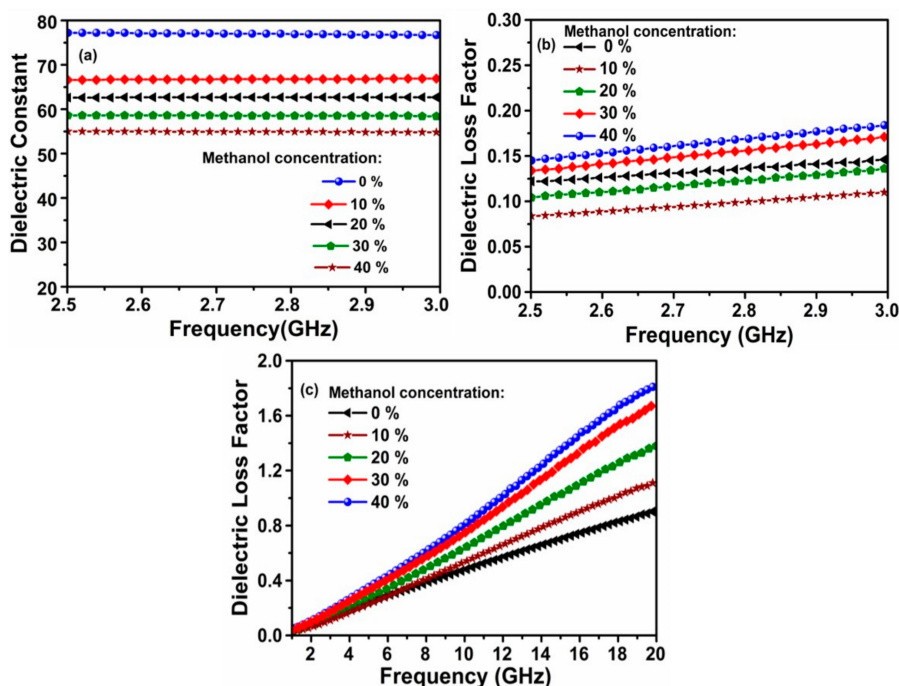 (a)
Dielectric Constant
80
70
60
50
40
30
20
Methanol concentration:
0 %
10 %
20 %
30 %
40 %
2.5 2.6 2.7 2.8 2.9 3.0
Frequency(GHz)
(b)
Dielectric Loss Factor
0.30
0.25
0.20
0.15
0.10
0.05
0.00
Methanol concentration:
0 %
10 %
20 %
30 %
40 %
2.5 2.6 2.7 2.8 2.9 3.0
Frequency (GHz)
(c)
Dielectric Loss Factor
2.0
1.6
1.2
0.8
0.4
0.0
Methanol concentration:
0 %
10 %
20 %
30 %
40 %
2 4 6 8 10 12 14 16 18 20
Frequency (GHz)